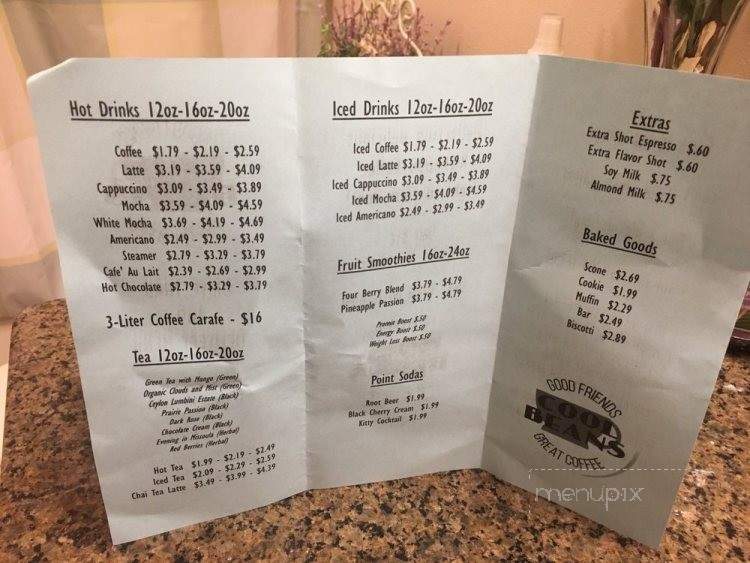 Hot Drinks 12oz-16oz-20oz
Coffee $1.79 - $2.19 - $2.59
Latte $3.19 - $3.59 - $4.09
Cappuccino $3.09 - $3.49 - $3.89
Mocha $3.59 - $4.09 - $4.59
White Mocha $3.69 - $4.19 - $4.69
Americano $2.49 - $2.99 - $3.49
Steamer $2.79 - $3.29 - $3.79
Cafe' Au Lait $2.39 - $2.69 - $2.99
Hot Chocolate $2.79 - $3.29 - $3.79
3-Liter Coffee Carafe - $16
Tea 12oz-16oz-20oz
Green Tea with Mango (Green)
Organic Clouds and Mist (Green)
Ceylon Lumbini Estate (Black)
Prairie Passion (Black)
Dark Rose (Black)
Chocolate Cream (Black)
Evening in Missoula (Herbal)
Red Berries (Herbal)
Hot Tea $1.99 - $2.19 - $2.49
Iced Tea $2.09 - $2.29 - $2.59
Chai Tea Latte $3.49 - $3.99 - $4.39
Iced Drinks 12oz-16oz-20oz
Iced Coffee $1.79 - $2.19 - $2.59
Iced Latte $3.19 - $3.59 - $4.09
Iced Cappuccino $3.09 - $3.49 - $3.89
Iced Mocha $3.59 - $4.09 - $4.59
Iced Americano $2.49 - $2.99 - $3.49
Fruit Smoothies 16oz-24oz
Four Berry Blend $3.79 - $4.79
Pineapple Passion $3.79 - $4.79
Protein Boost $.50
Energy Boost $.50
Weight Loss Boost $.50
Point Sodas
Root Beer $1.99
Black Cherry Cream $1.99
Kitty Cocktail $1.99
Extras
Extra Shot Espresso $.60
Extra Flavor Shot $.60
Soy Milk $.75
Almond Milk $.75
Baked Goods
Scone $2.69
Cookie $1.99
Muffin $2.29
Bar $2.49
Biscotti $2.89
GOOD FRIENDS
COOL
BEANS
GREAT COFFEE
menupix